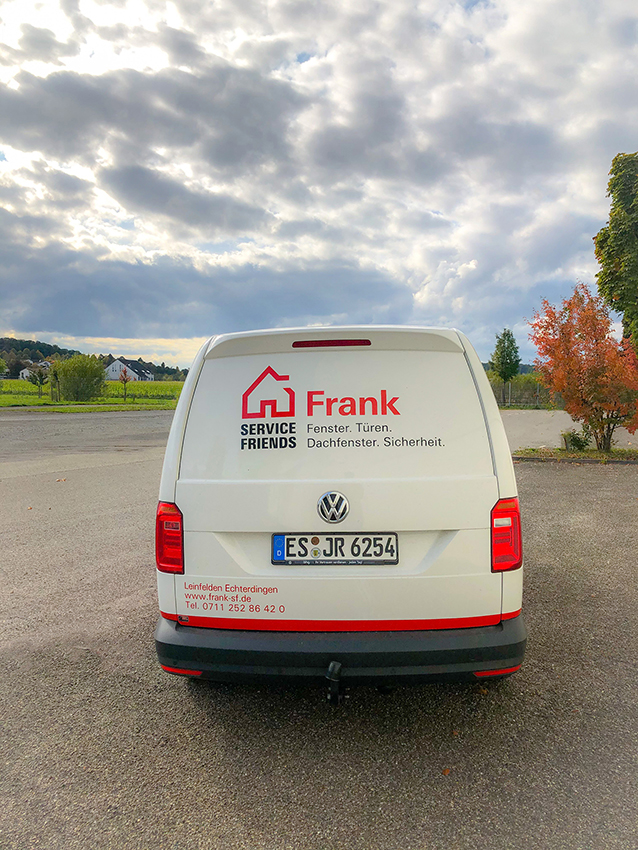 Frank
SERVICE
FRIENDS
Fenster. Türen.
Dachfenster. Sicherheit.
D
ES JR 6254
Leinfelden Echterdingen
www.frank-sf.de
Tel. 0711 252 86 42 0